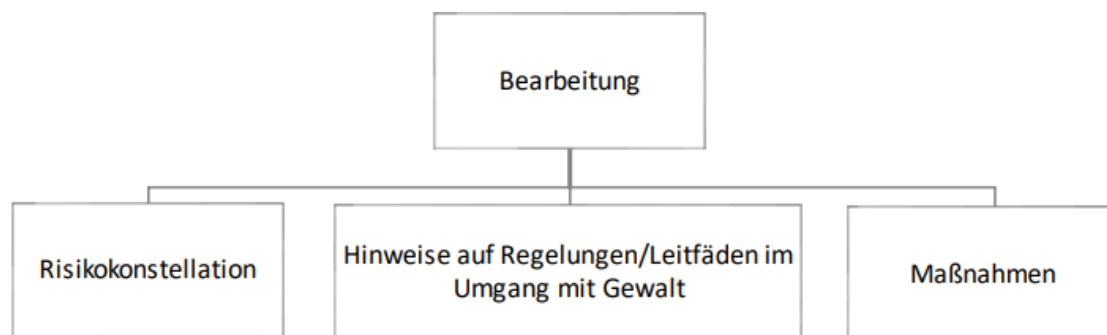 Bearbeitung
Risikokonstellation
Hinweise auf Regelungen/Leitfäden im
Umgang mit Gewalt
Maßnahmen